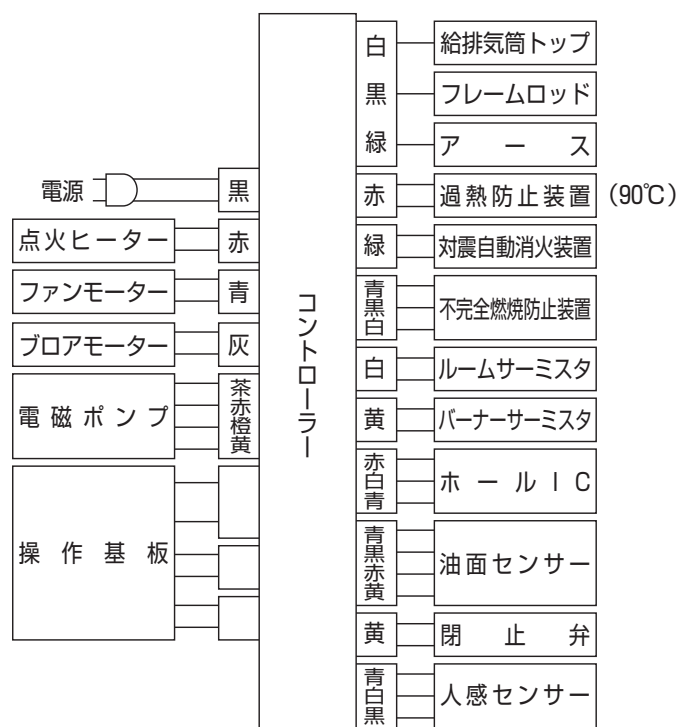 電源
黒
点火ヒーター
赤
ファンモーター
青
ブロアモーター
灰
電磁ポンプ
茶
赤
橙
黄
操作基板
コントローラー
白
給排気筒トップ
黒
フレームロッド
緑
アース
赤
過熱防止装置
(90℃)
緑
対震自動消火装置
青
黒
白
不完全燃焼防止装置
白
ルームサーミスタ
黄
バーナーサーミスタ
赤
白
青
ホールIC
青
黒
赤
黄
油面センサー
黄
閉止弁
青
白
黒
人感センサー